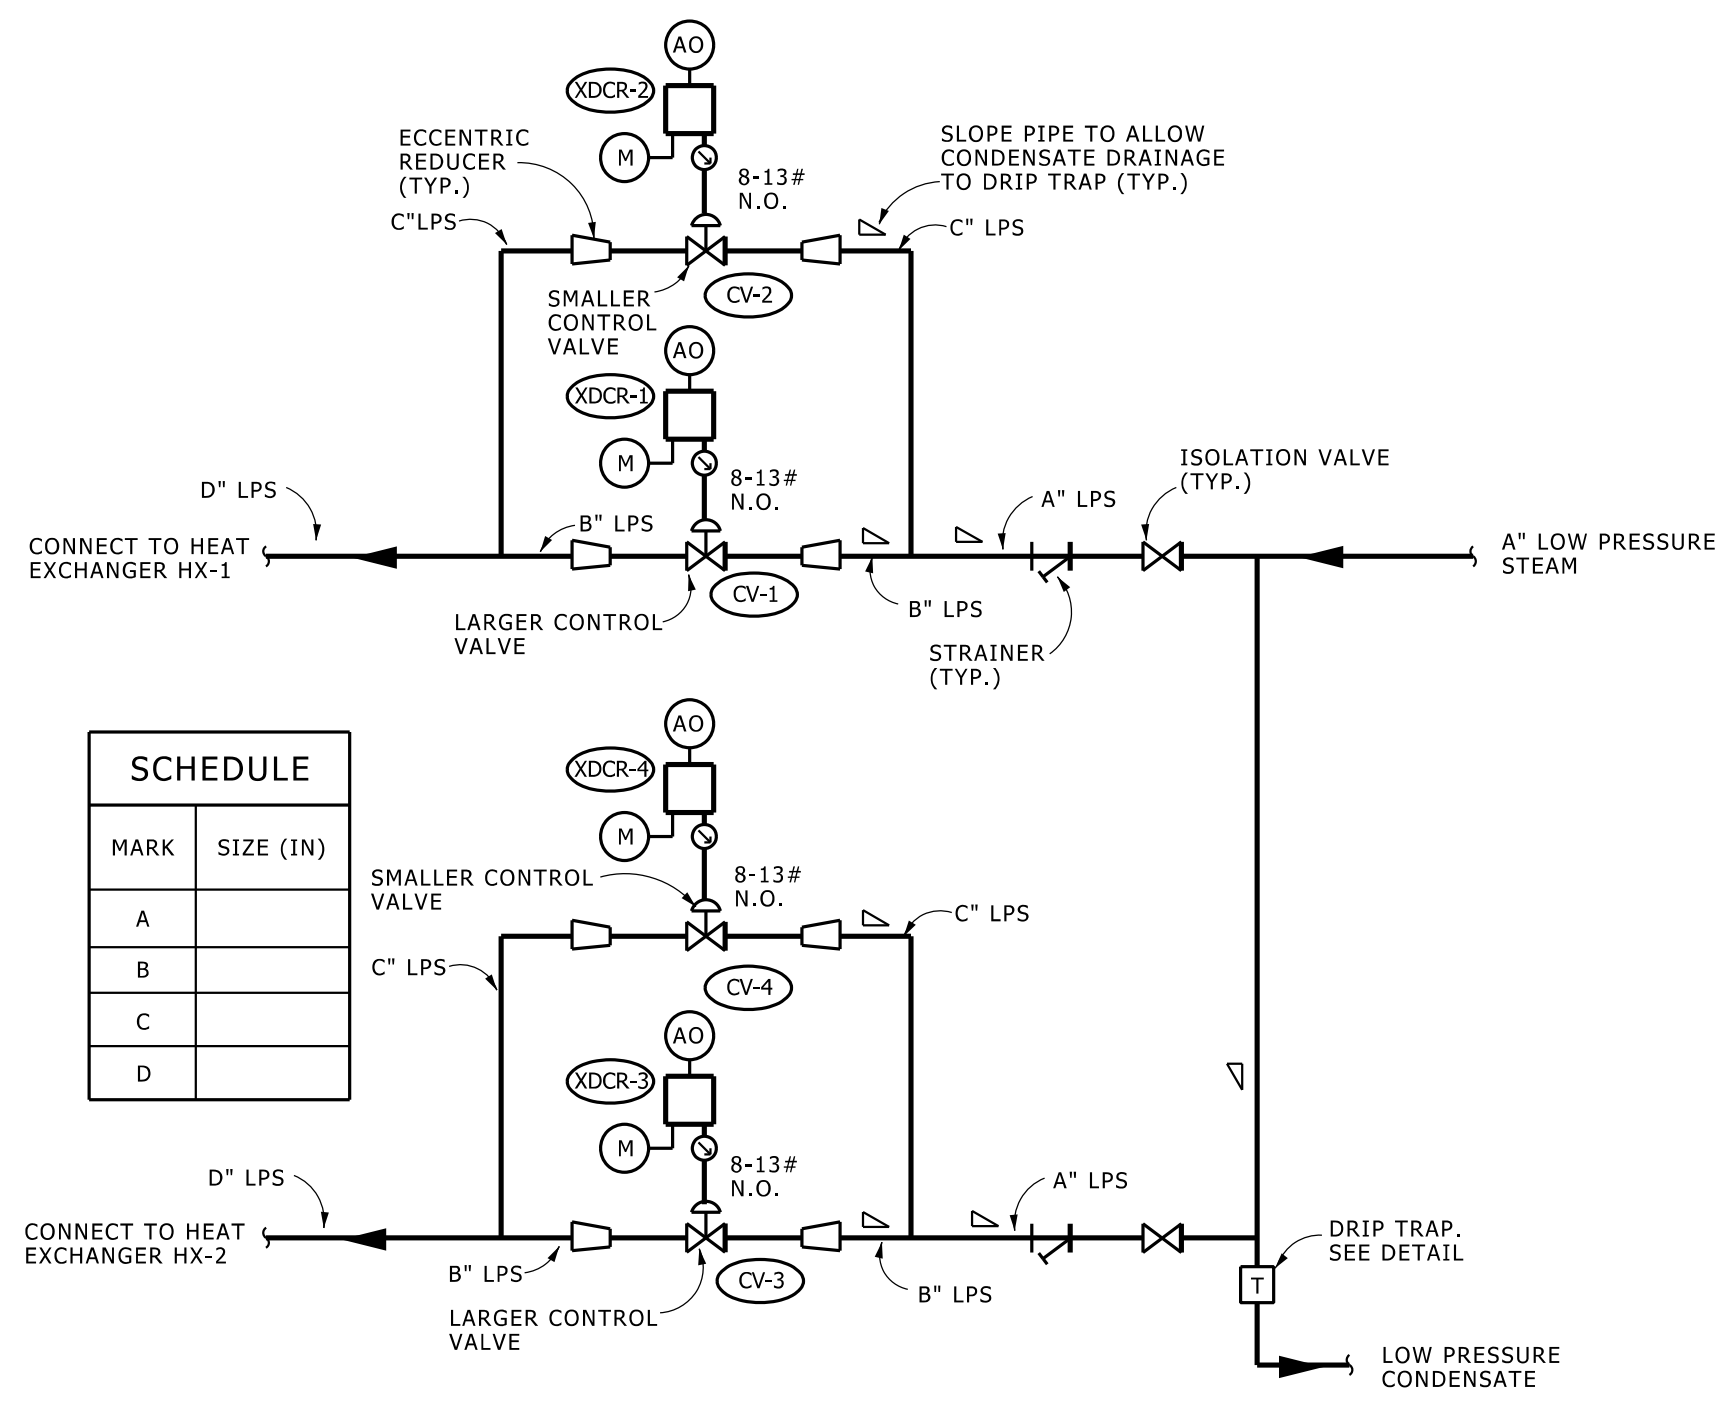 AO
XDCR-2
M
ECCENTRIC
REDUCER
(TYP.)
8-13#
N.O.
SLOPE PIPE TO ALLOW
CONDENSATE DRAINAGE
TO DRIP TRAP (TYP.)
C"LPS
C" LPS
SMALLER
CONTROL
VALVE
CV-2
AO
XDCR-1
M
8-13#
N.O.
ISOLATION VALVE
(TYP.)
D" LPS
B" LPS
A" LPS
CONNECT TO HEAT
EXCHANGER HX-1
A" LOW PRESSURE
STEAM
CV-1
B" LPS
LARGER CONTROL
VALVE
STRAINER
(TYP.)
SCHEDULE
MARK SIZE (IN)
A
B
C
D
AO
XDCR-4
M
SMALLER CONTROL
VALVE
8-13#
N.O.
C" LPS
C" LPS
CV-4
AO
XDCR-3
M
8-13#
N.O.
D" LPS
A" LPS
CONNECT TO HEAT
EXCHANGER HX-2
B" LPS
CV-3
B" LPS
LARGER CONTROL
VALVE
DRIP TRAP.
SEE DETAIL
T
LOW PRESSURE
CONDENSATE